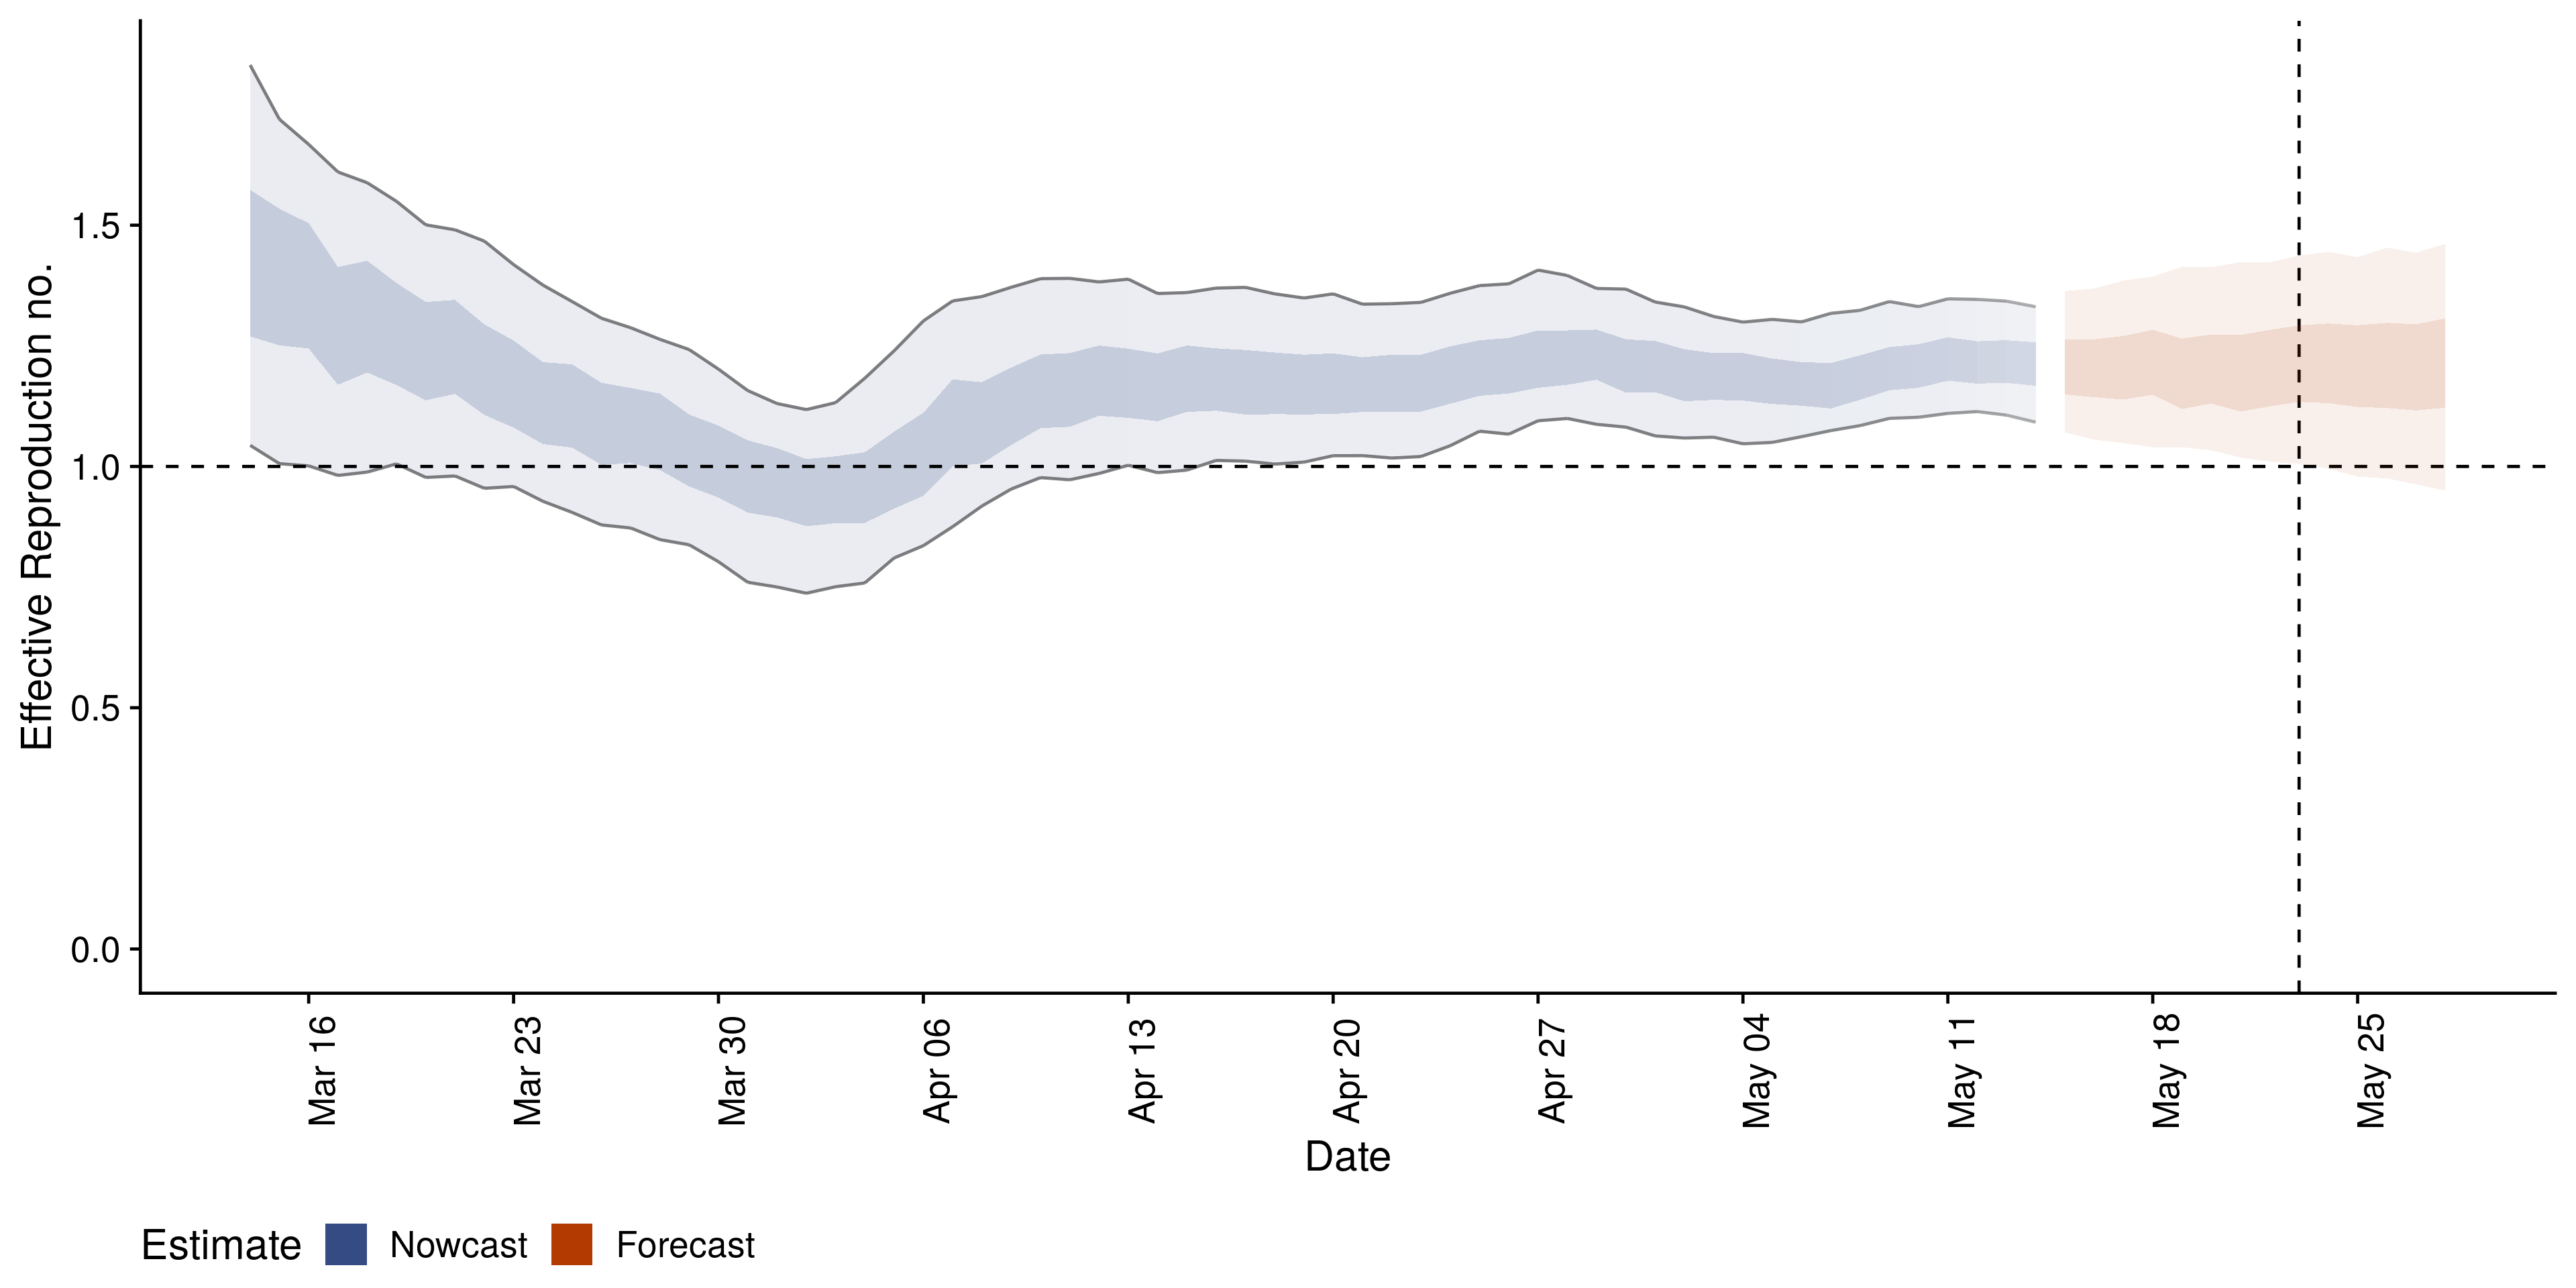 Effective Reproduction no.
1.5
1.0
0.5
0.0
Mar 16
Mar 23
Mar 30
Apr 06
Apr 13
Apr 20
Apr 27
May 04
May 11
May 18
May 25
Date
Estimate Nowcast Forecast